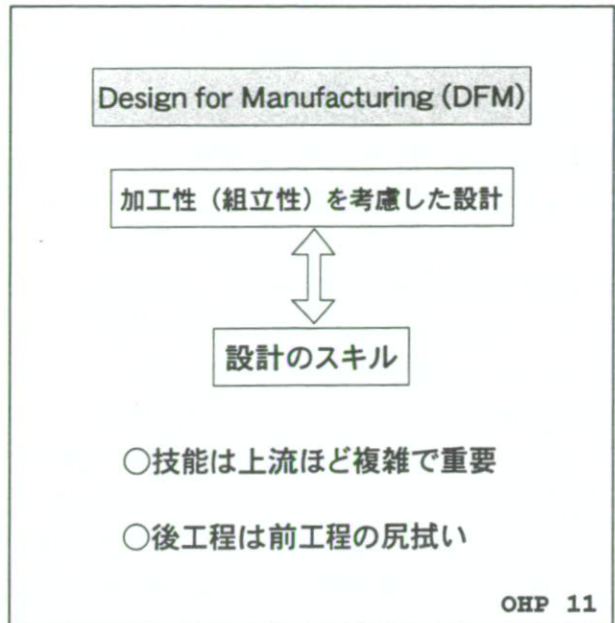 Design for Manufacturing (DFM)
加工性（組立性）を考慮した設計
設計のスキル
○技能は上流ほど複雑で重要
○後工程は前工程の尻拭い
OHP 11